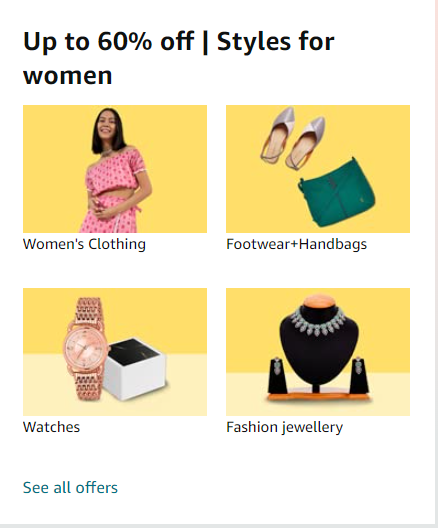 Up to 60% off | Styles for
women
Women's Clothing
Footwear+Handbags
Watches
Fashion jewellery
See all offers